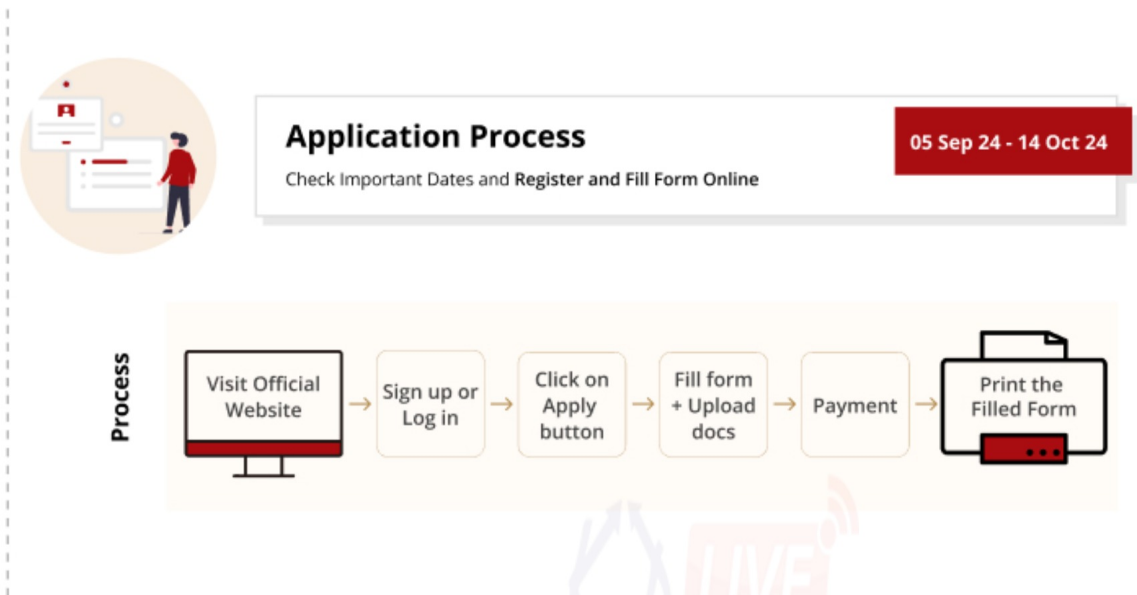 Application Process
05 Sep 24 - 14 Oct 24
Check Important Dates and Register and Fill Form Online
Process
Visit Official
Website
Sign up or
Log in
Click on
Apply
button
Fill form
+ Upload
docs
Payment
Print the
Filled Form
LIVE